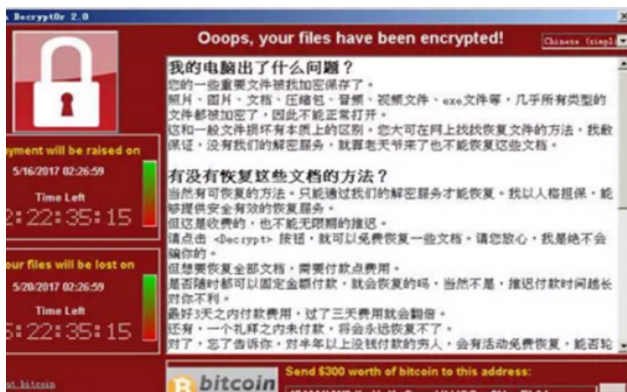 Decrypt0r 2.0
Ooops, your files have been encrypted!
Chinese (simpl
我的电脑出了什么问题？
您的一些重要文件被我加密保存了。
照片、图片、文档、压缩包、音频、视频文件、exe文件等，几乎所有类型的
文件都被加密了，因此不能正常打开。
这和一般文件损坏有本质上的区别。您大可在网上找找恢复文件的方法，我敢
保证，没有我们的解密服务，就算老天爷来了也不能恢复这些文档。
有没有恢复这些文档的方法？
当然有可恢复的方法。只能通过我们的解密服务才能恢复。我以人格担保，能
够提供安全有效的恢复服务。
但这是收费的，也不能无限期的推迟。
请点击 <Decrypt> 按钮，就可以免费恢复一些文档。请您放心，我是绝不会
骗你的。
但想要恢复全部文档，需要付款点费用。
是否随时都可以固定金额付款，就会恢复的吗，当然不是，推迟付款时间越长
对你不利。
最好3天之内付款费用，过了三天费用就会翻倍。
还有，一个礼拜之内未付款，将会永远恢复不了。
对了，忘了告诉你，对半年以上没钱付款的穷人，会有活动免费恢复，能否轮
yment will be raised on
5/16/2017 02:26:59
Time Left
2:22:35:15
our files will be lost on
5/20/2017 02:26:59
Time Left
6:22:35:15
ut bitcoin
bitcoin
Send $300 worth of bitcoin to this address: